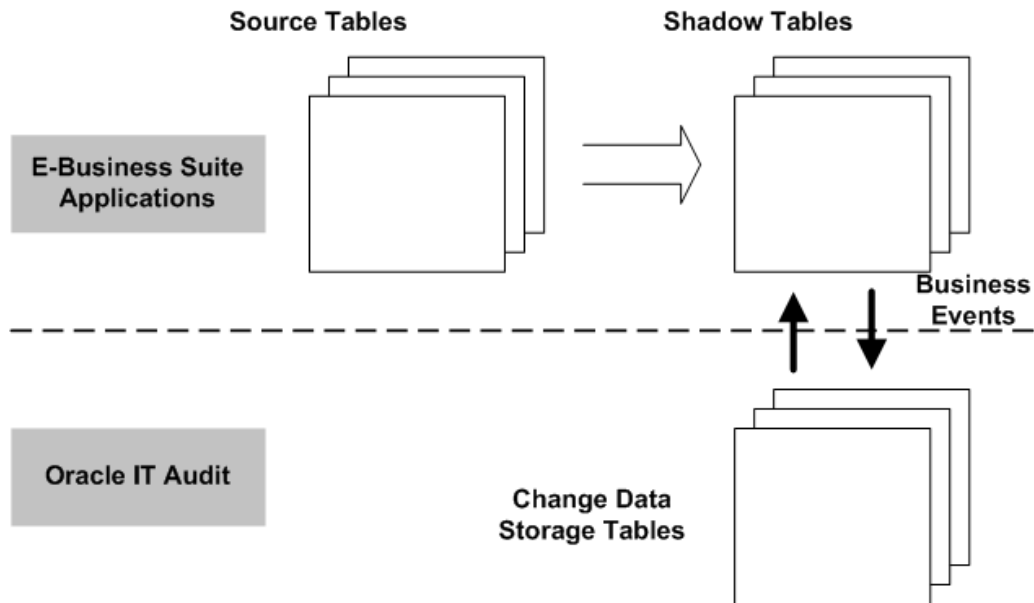 Source Tables
Shadow Tables
E-Business Suite
Applications
Business
Events
Oracle IT Audit
Change Data
Storage Tables